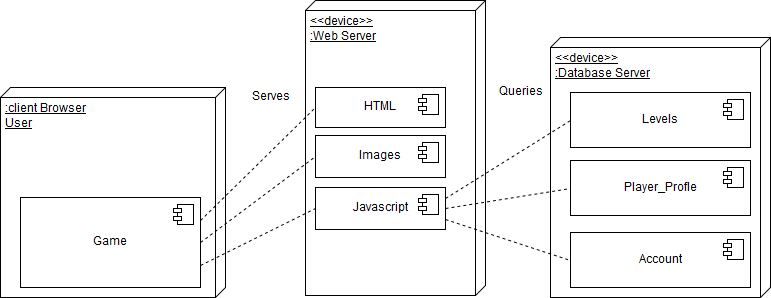 <<device>>
:Web Server
<<device>>
:Database Server
:client Browser
User
Serves
Queries
HTML
Images
Javascript
Levels
Player_Profle
Account
Game